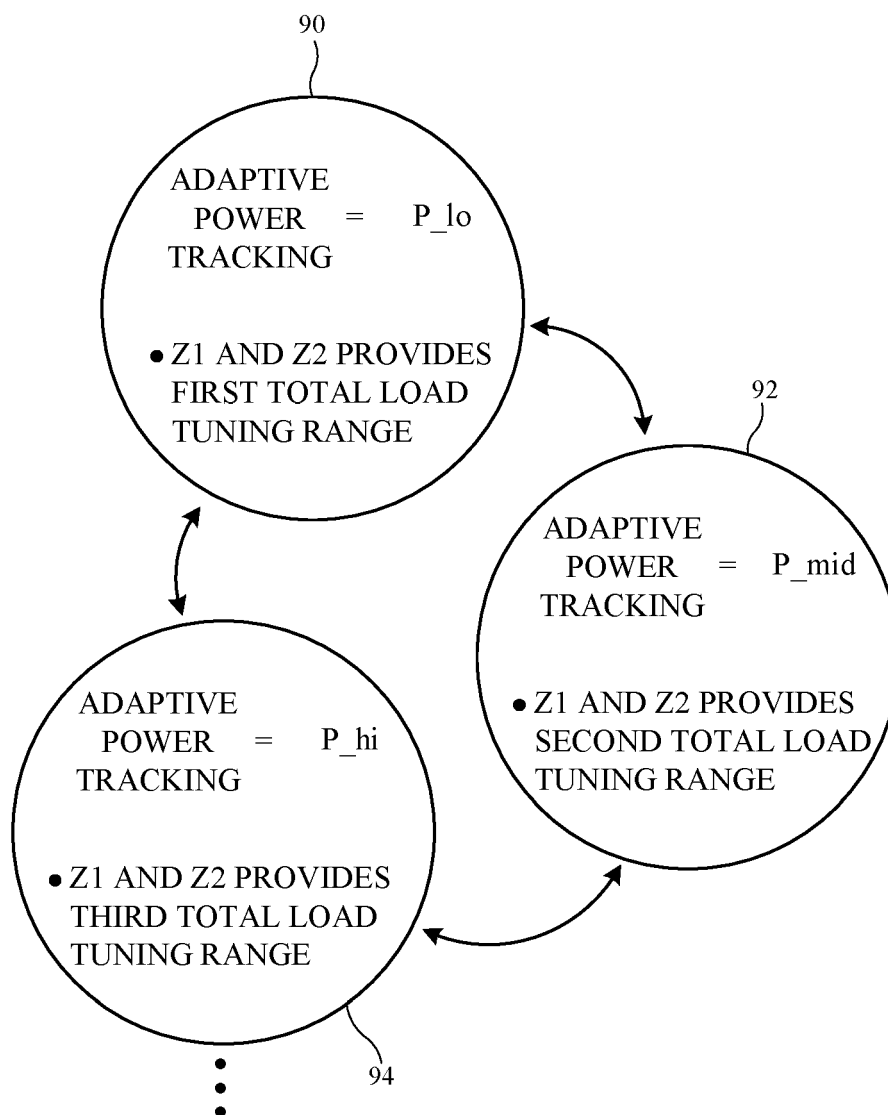 90
ADAPTIVE
POWER = P_lo
TRACKING
• Z1 AND Z2 PROVIDES
FIRST TOTAL LOAD
TUNING RANGE
92
ADAPTIVE
POWER = P_mid
TRACKING
• Z1 AND Z2 PROVIDES
SECOND TOTAL LOAD
TUNING RANGE
ADAPTIVE
POWER = P_hi
TRACKING
• Z1 AND Z2 PROVIDES
THIRD TOTAL LOAD
TUNING RANGE
94